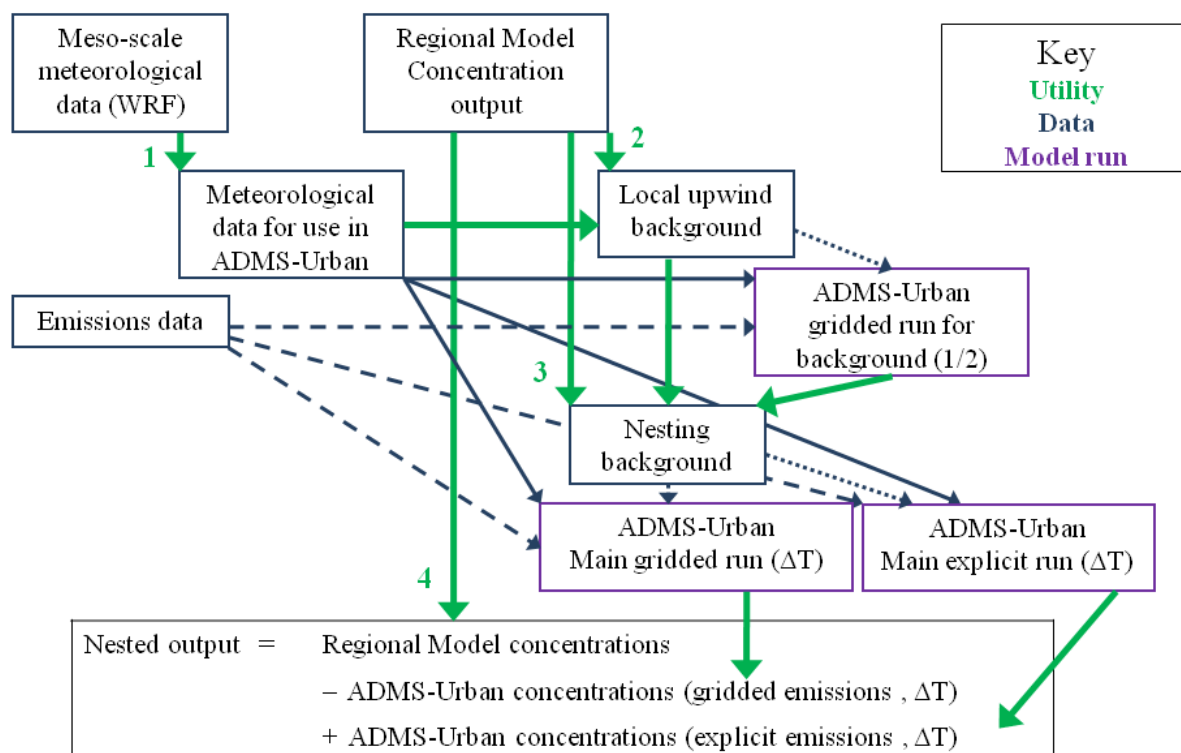 Meso-scale
meteorological
data (WRF)
Regional Model
Concentration
output
Key
Utility
Data
Model run
1
2
Meteorological
data for use in
ADMS-Urban
Local upwind
background
Emissions data
ADMS-Urban
gridded run for
background (1/2)
3
Nesting
background
ADMS-Urban
Main gridded run (ΔT)
ADMS-Urban
Main explicit run (ΔT)
4
Nested output = Regional Model concentrations
− ADMS-Urban concentrations (gridded emissions , ΔT)
+ ADMS-Urban concentrations (explicit emissions, ΔT)